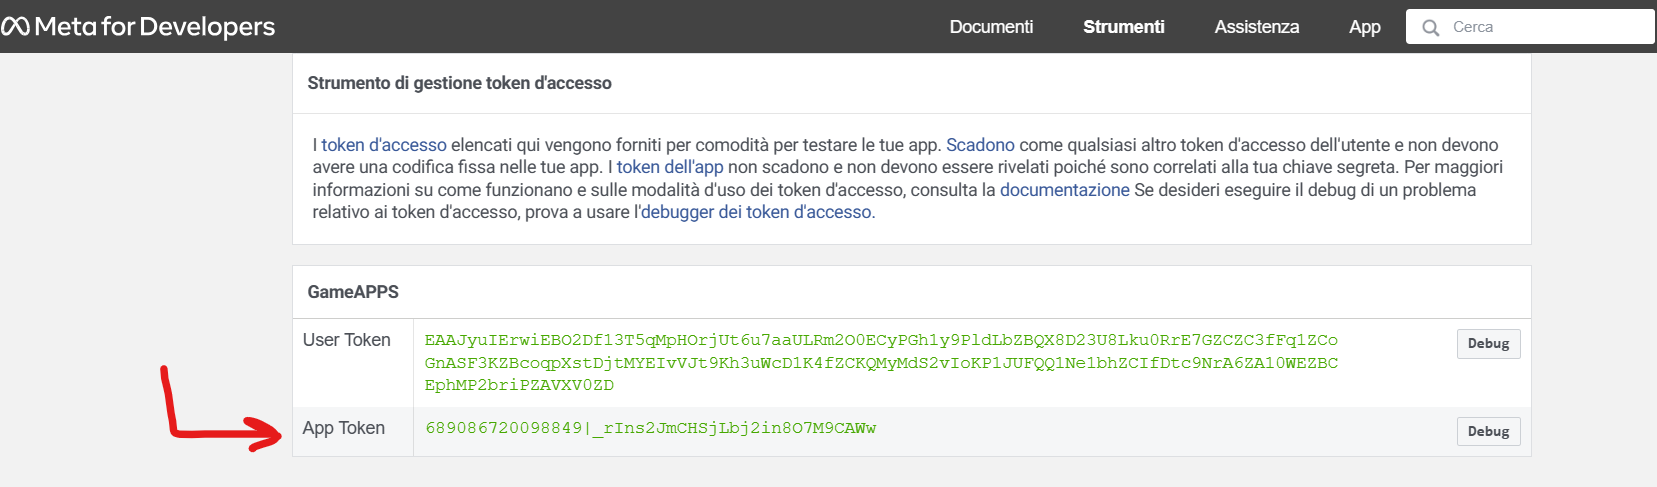 Meta for Developers Documenti Strumenti Assistenza App Cerca
Strumento di gestione token d'accesso
I token d'accesso elencati qui vengono forniti per comodità per testare le tue app. Scadono come qualsiasi altro token d'accesso dell'utente e non devono
avere una codifica fissa nelle tue app. I token dell'app non scadono e non devono essere rivelati poiché sono correlati alla tua chiave segreta. Per maggiori
informazioni su come funzionano e sulle modalità d'uso dei token d'accesso, consulta la documentazione Se desideri eseguire il debug di un problema
relativo ai token d'accesso, prova a usare l'debugger dei token d'accesso.
GameAPPS
User Token EAAJyuIErwiEBO2Df13T5qMpHOrjUt6u7aaULRm2O0ECyPGh1y9PldLbZBQX8D23U8Lku0RrE7GZCZC3fFq1ZCo Debug
GnASF3KZBcoqpXstDjtMYEIvVJt9Kh3uWcD1K4fZCKQMyMdS2vIoKP1JUFQQ1Ne1bhZCIfDtc9NrA6ZA10WEZBC
EphMP2briPZAVXV0ZD
App Token 689086720098849|_rIns2JmCHSjLbj2in8O7M9CAWw Debug